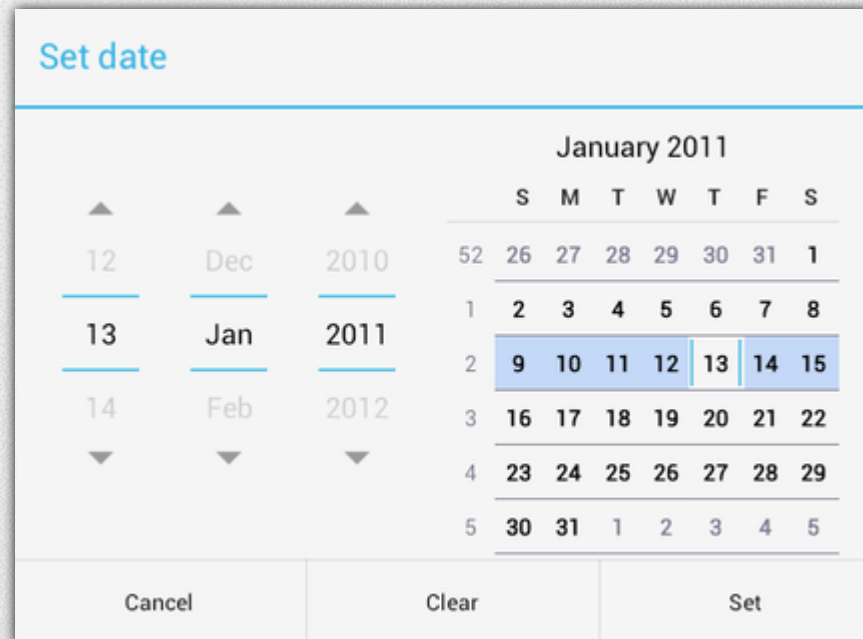 Set date
12 Dec 2010
13 Jan 2011
14 Feb 2012
January 2011
S M T W T F S
52 26 27 28 29 30 31 1
1 2 3 4 5 6 7 8
2 9 10 11 12 13 14 15
3 16 17 18 19 20 21 22
4 23 24 25 26 27 28 29
5 30 31 1 2 3 4 5
Cancel Clear Set